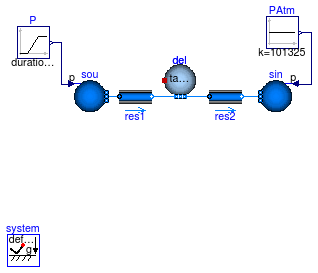 P
PAtm
duratio...
k=101325
del
p
ta...
p
sou
sin
res1
res2
system
def...
g